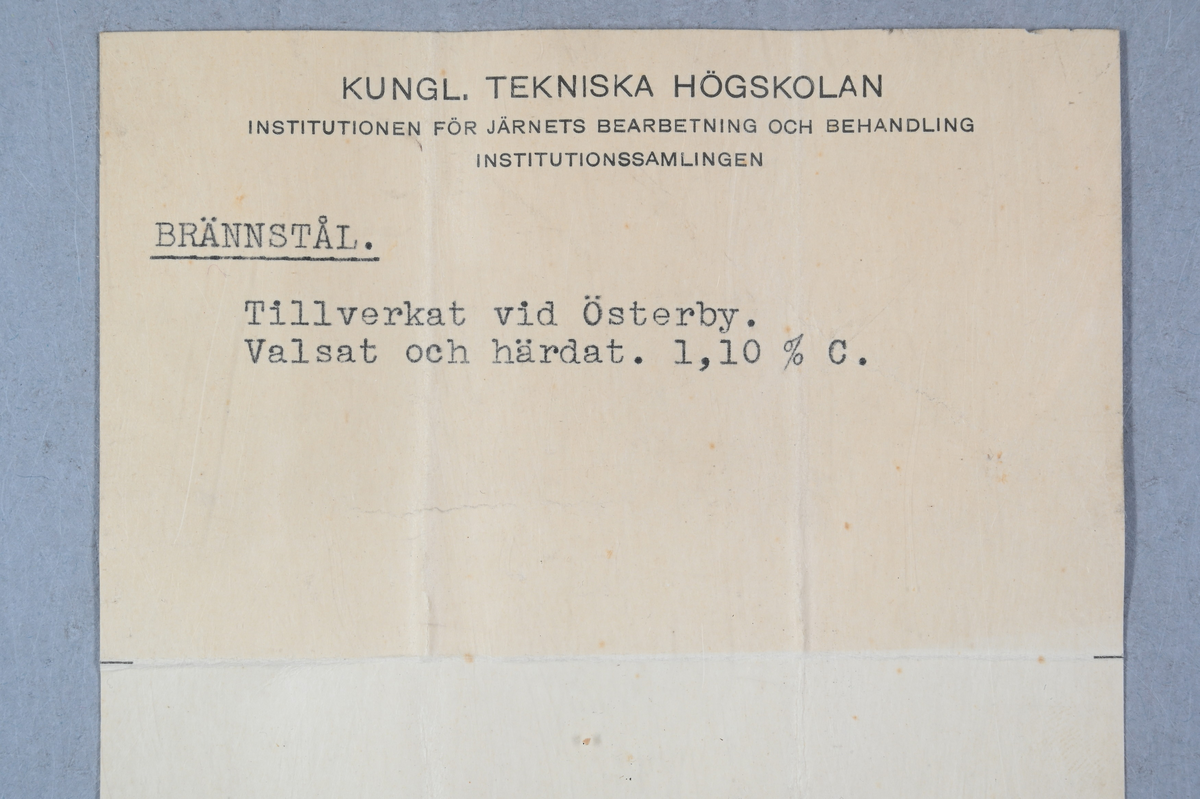 KUNGL. TEKNISKA HÖGSKOLAN
INSTITUTIONEN FÖR JÄRNETS BEARBETNING OCH BEHANDLING
INSTITUTIONSSAMLINGEN
BRÄNNSTÅL.
Tillverkat vid Österby.
Valsat och härdat. 1,10 % C.